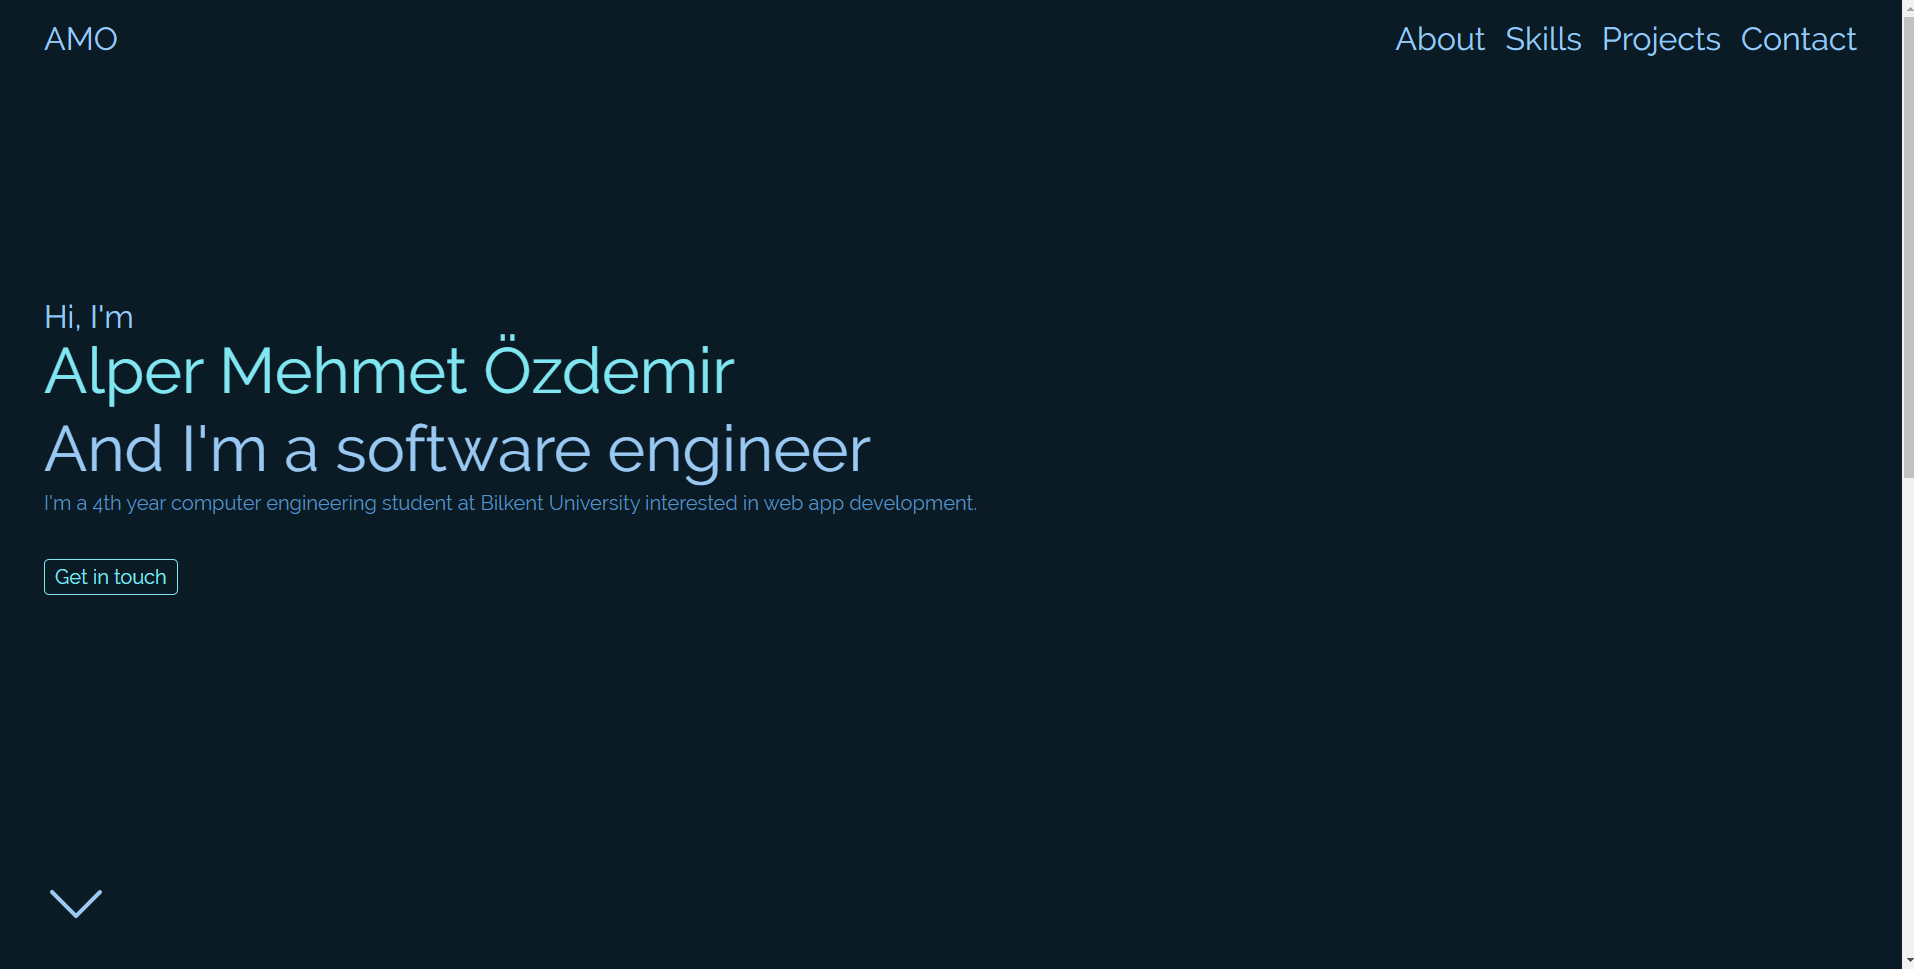 AMO
About Skills Projects Contact
Hi, I'm
Alper Mehmet Özdemir
And I'm a software engineer
I'm a 4th year computer engineering student at Bilkent University interested in web app development.
Get in touch